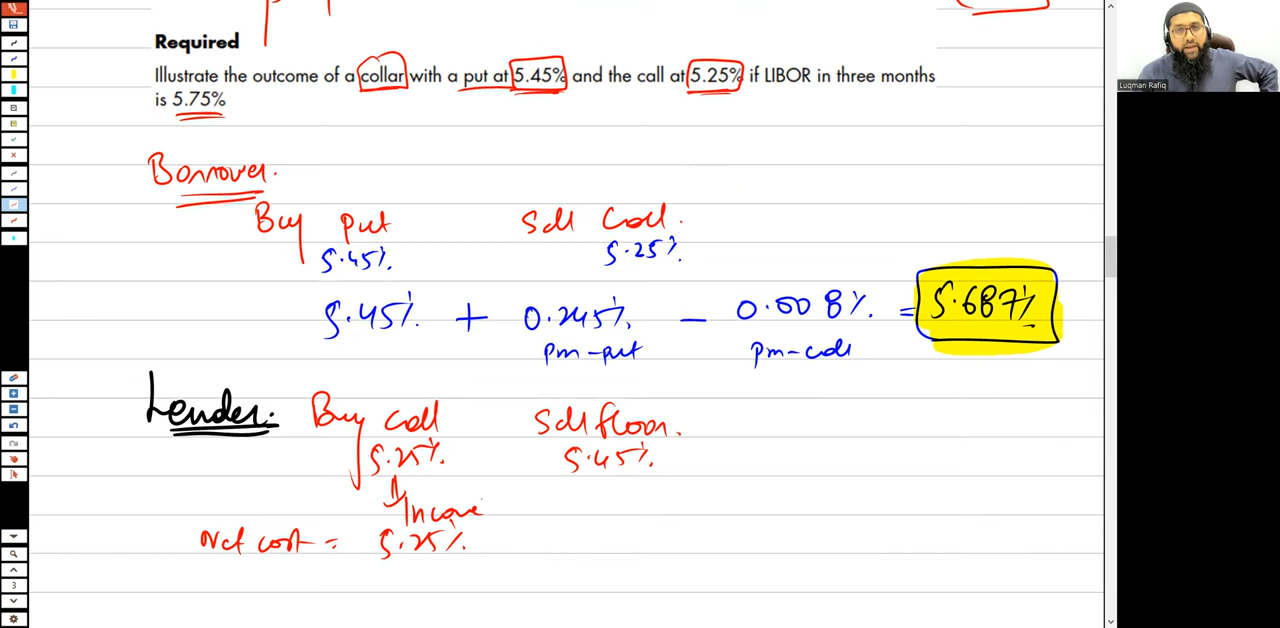 Required
Illustrate the outcome of a collar with a put at 5.45% and the call at 5.25% if LIBOR in three months
is 5.75%
Luqman Rafiq
Borrower.
Buy put Sell Call.
5.45% 5.25%
5.45% + 0.245% - 0.008% = 5.687%
pm-put pm-call
Lender: Buy call Sell floor.
5.25% 5.45%
Income
Net cost = 5.25%
3